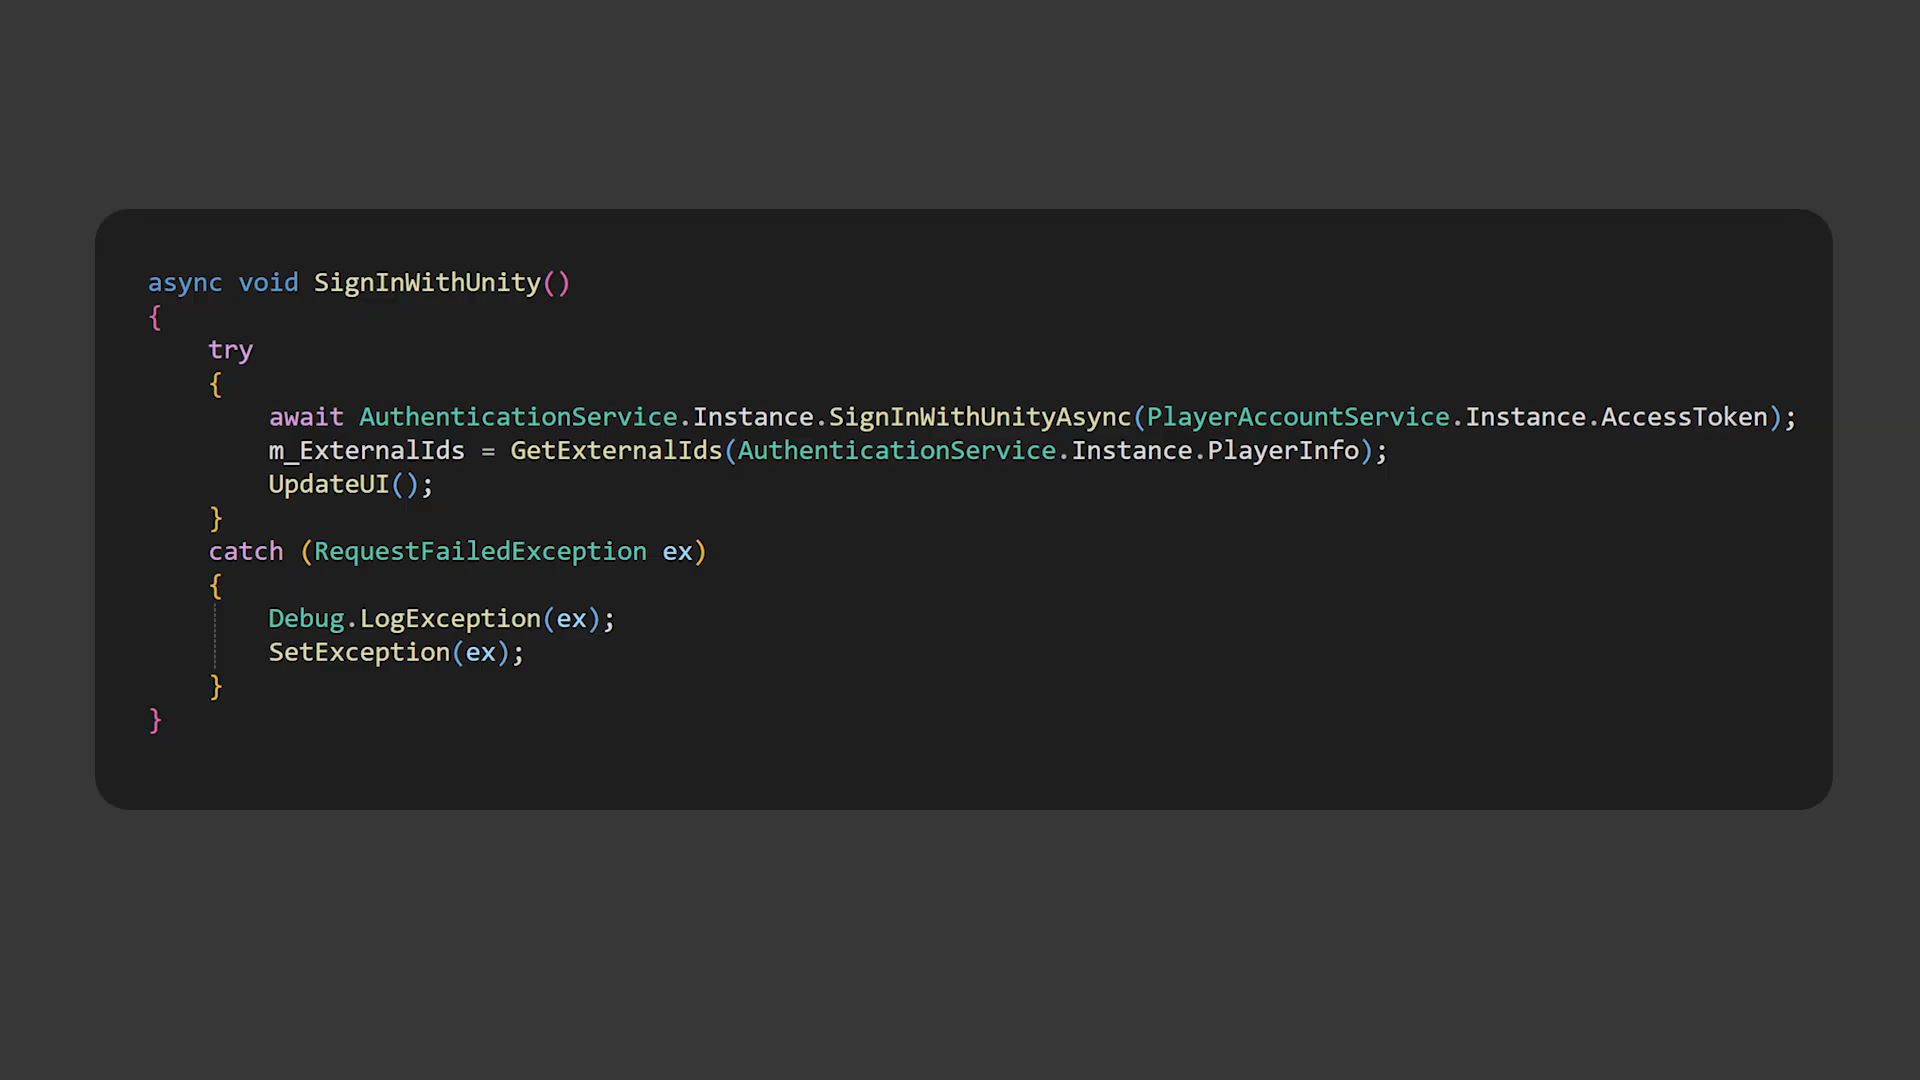 async void SignInWithUnity()
{
    try
    {
        await AuthenticationService.Instance.SignInWithUnityAsync(PlayerAccountService.Instance.AccessToken);
        m_ExternalIds = GetExternalIds(AuthenticationService.Instance.PlayerInfo);
        UpdateUI();
    }
    catch (RequestFailedException ex)
    {
        Debug.LogException(ex);
        SetException(ex);
    }
}